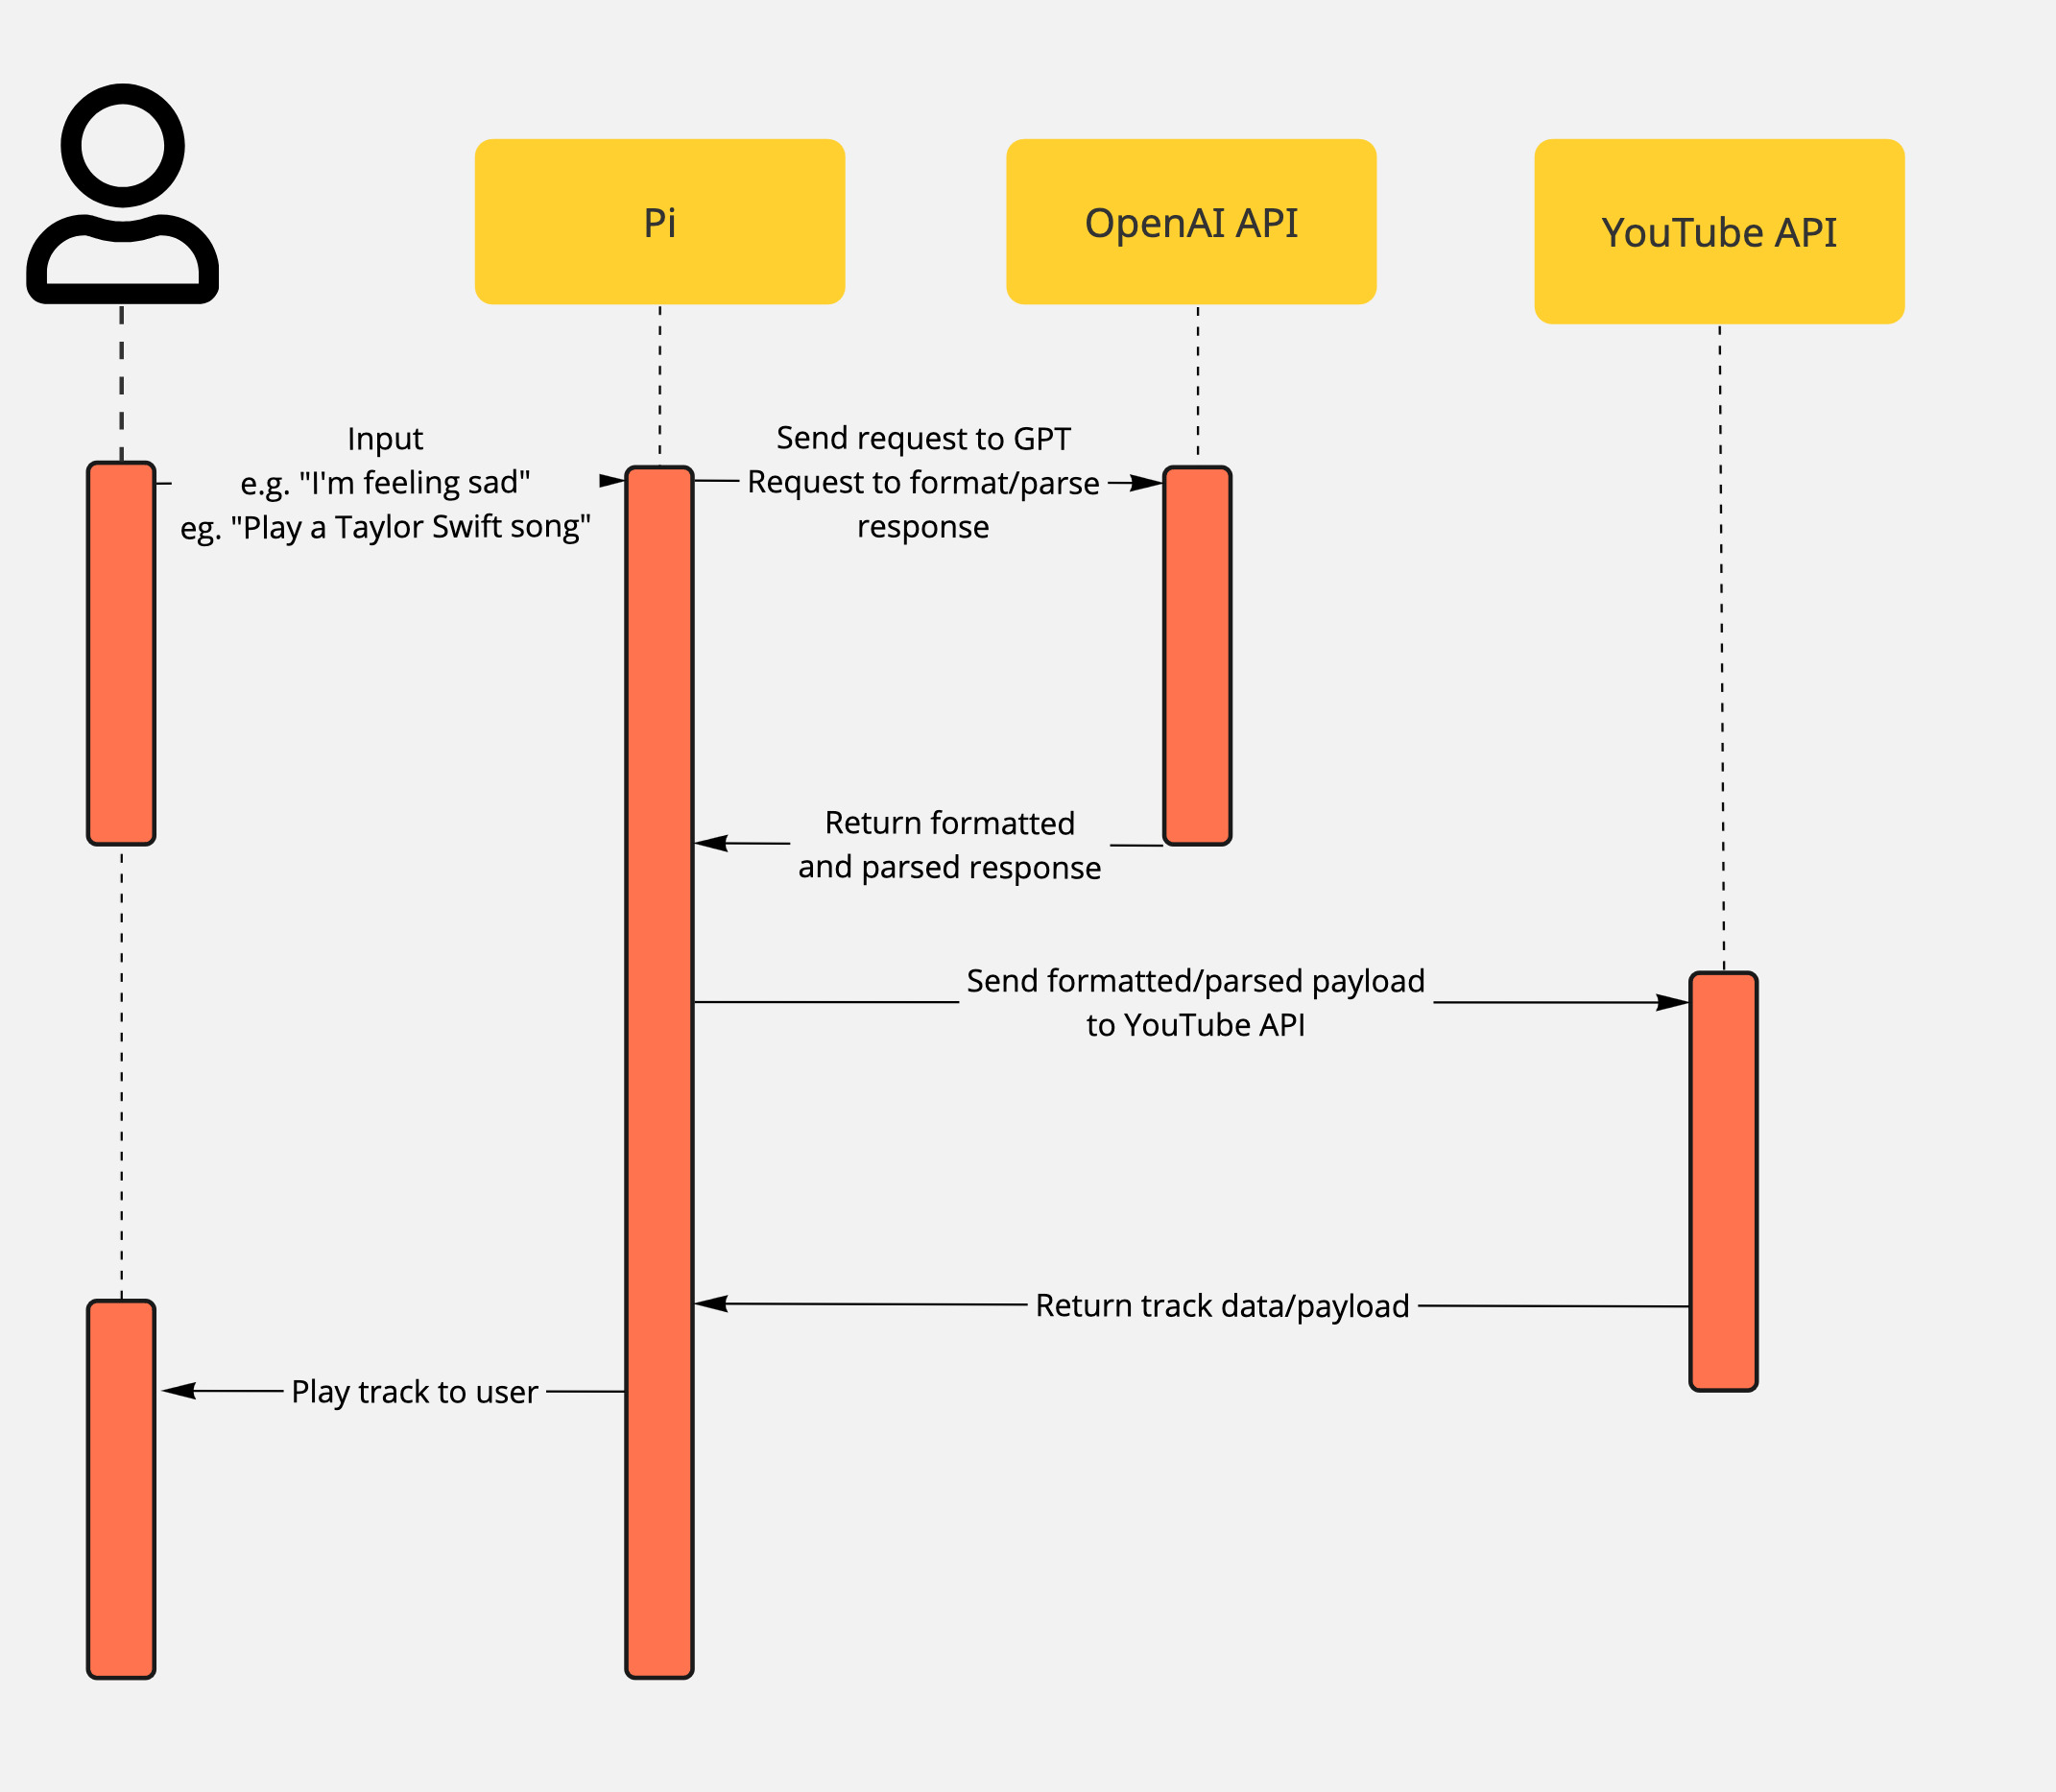 Pi
OpenAI API
YouTube API
Input
e.g. "I'm feeling sad"
eg. "Play a Taylor Swift song"
Send request to GPT
Request to format/parse
response
Return formatted
and parsed response
Send formatted/parsed payload
to YouTube API
Return track data/payload
Play track to user